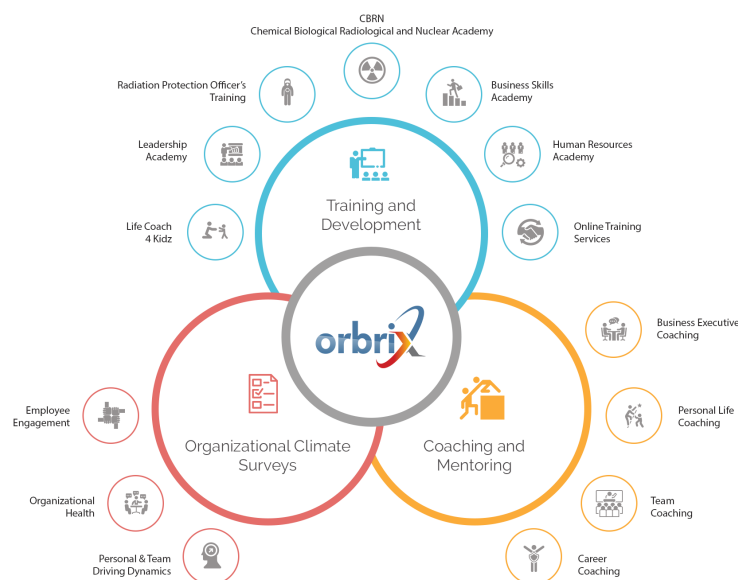 CBRN
Chemical Biological Radiological and Nuclear Academy
Radiation Protection Officer's
Training
Business Skills
Academy
Leadership
Academy
Human Resources
Academy
Training and
Development
Life Coach
4 Kidz
Online Training
Services
orbrix
Business Executive
Coaching
Employee
Engagement
Personal Life
Coaching
Organizational Climate
Surveys
Coaching and
Mentoring
Organizational
Health
Team
Coaching
Personal & Team
Driving Dynamics
Career
Coaching